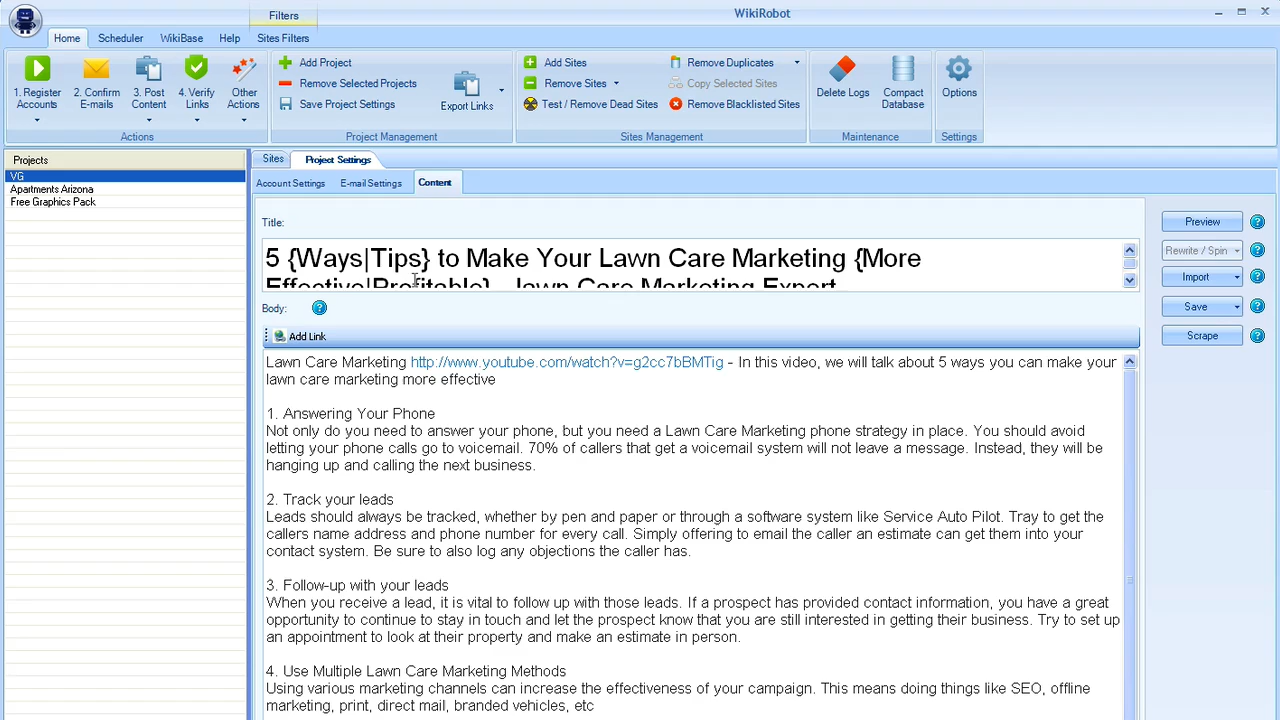 Filters
WikiRobot
Home
Scheduler
WikiBase
Help
Sites Filters
1. Register
Accounts
2. Confirm
E-mails
3. Post
Content
4. Verify
Links
Other
Actions
Actions
Add Project
Remove Selected Projects
Save Project Settings
Export Links
Project Management
Add Sites
Remove Sites
Test / Remove Dead Sites
Remove Duplicates
Copy Selected Sites
Remove Blacklisted Sites
Sites Management
Delete Logs
Compact
Database
Maintenance
Options
Settings
Projects
VG
Apartments Arizona
Free Graphics Pack
Sites
Project Settings
Account Settings
E-mail Settings
Content
Title:
5 {Ways|Tips} to Make Your Lawn Care Marketing {More
Effective|Profitable} - lawn Care Marketing Expert
Body:
Add Link
Lawn Care Marketing http://www.youtube.com/watch?v=g2cc7bBMTig - In this video, we will talk about 5 ways you can make your
lawn care marketing more effective
1. Answering Your Phone
Not only do you need to answer your phone, but you need a Lawn Care Marketing phone strategy in place. You should avoid
letting your phone calls go to voicemail. 70% of callers that get a voicemail system will not leave a message. Instead, they will be
hanging up and calling the next business.
2. Track your leads
Leads should always be tracked, whether by pen and paper or through a software system like Service Auto Pilot. Tray to get the
callers name address and phone number for every call. Simply offering to email the caller an estimate can get them into your
contact system. Be sure to also log any objections the caller has.
3. Follow-up with your leads
When you receive a lead, it is vital to follow up with those leads. If a prospect has provided contact information, you have a great
opportunity to continue to stay in touch and let the prospect know that you are still interested in getting their business. Try to set up
an appointment to look at their property and make an estimate in person.
4. Use Multiple Lawn Care Marketing Methods
Using various marketing channels can increase the effectiveness of your campaign. This means doing things like SEO, offline
marketing, print, direct mail, branded vehicles, etc
Preview
Rewrite / Spin
Import
Save
Scrape